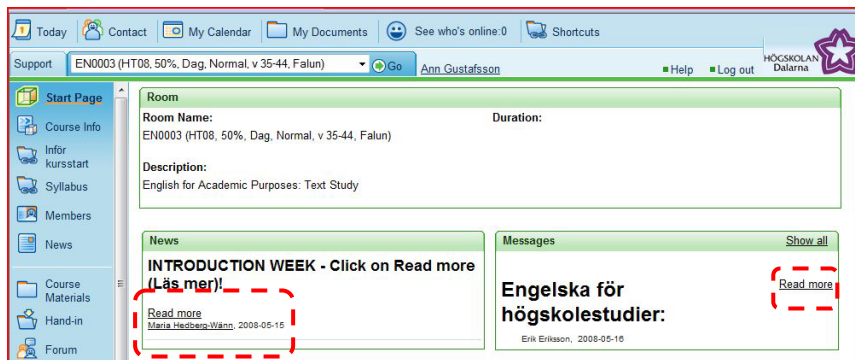 Today Contact My Calendar My Documents See who's online:0 Shortcuts
Support EN0003 (HT08, 50%, Dag, Normal, v 35-44, Falun) Go Ann Gustafsson Help Log out
HÖGSKOLAN
Dalarna
Start Page
Course Info
Inför
kursstart
Syllabus
Members
News
Course
Materials
Hand-in
Forum
Room
Room Name: Duration:
EN0003 (HT08, 50%, Dag, Normal, v 35-44, Falun)
Description:
English for Academic Purposes: Text Study
News
INTRODUCTION WEEK - Click on Read more
(Läs mer)!
Read more
Maria Hedberg-Wänn, 2008-05-15
Messages Show all
Read more
Engelska för
högskolestudier:
Erik Eriksson, 2008-05-16